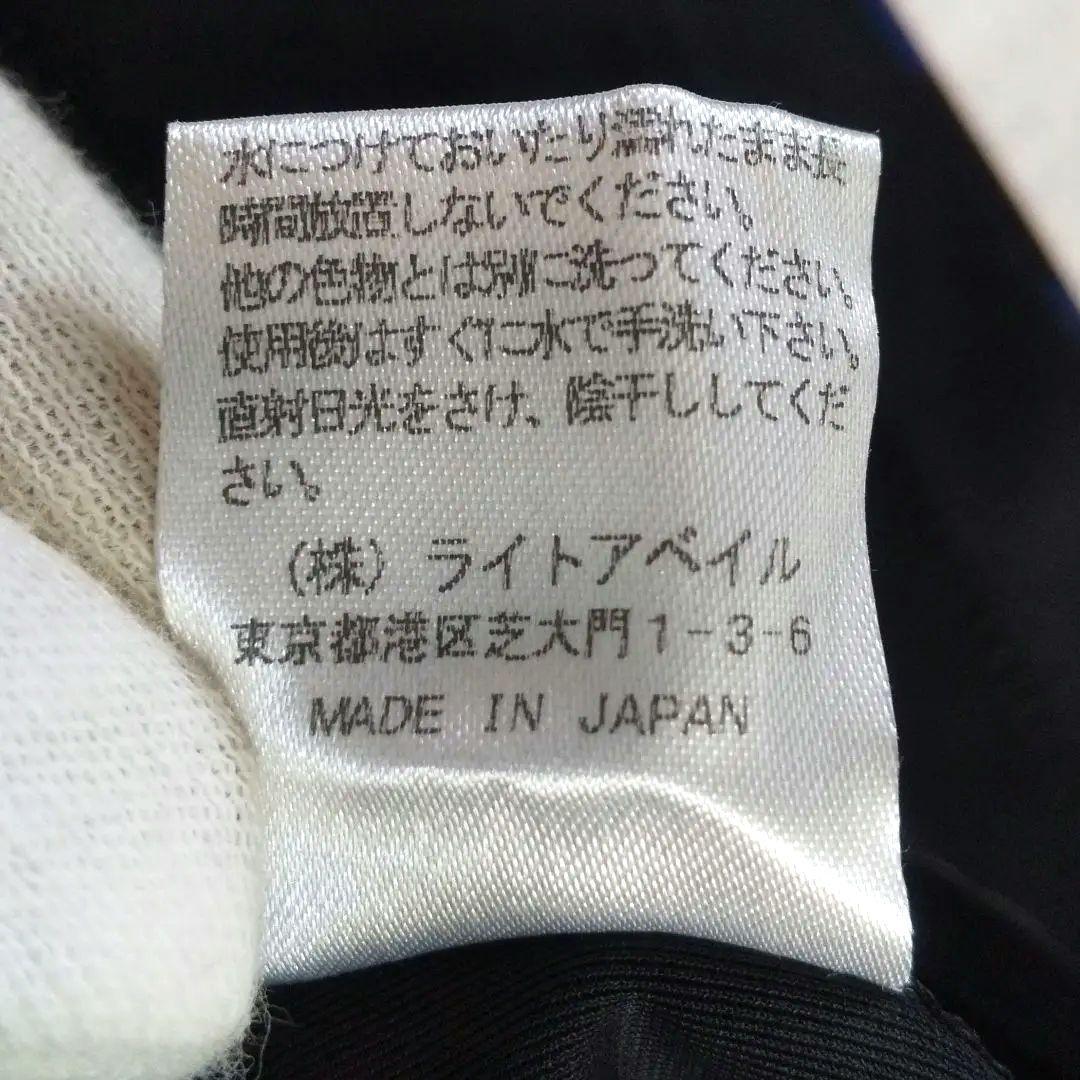 水につけておいたり濡れたまま長
時間放置しないでください。
他の色物とは別に洗ってください。
使用後はすぐに水で手洗い下さい。
直射日光をさけ、陰干ししてくだ
さい。
(株) ライトアベイル
東京都港区芝大門1-3-6
MADE IN JAPAN